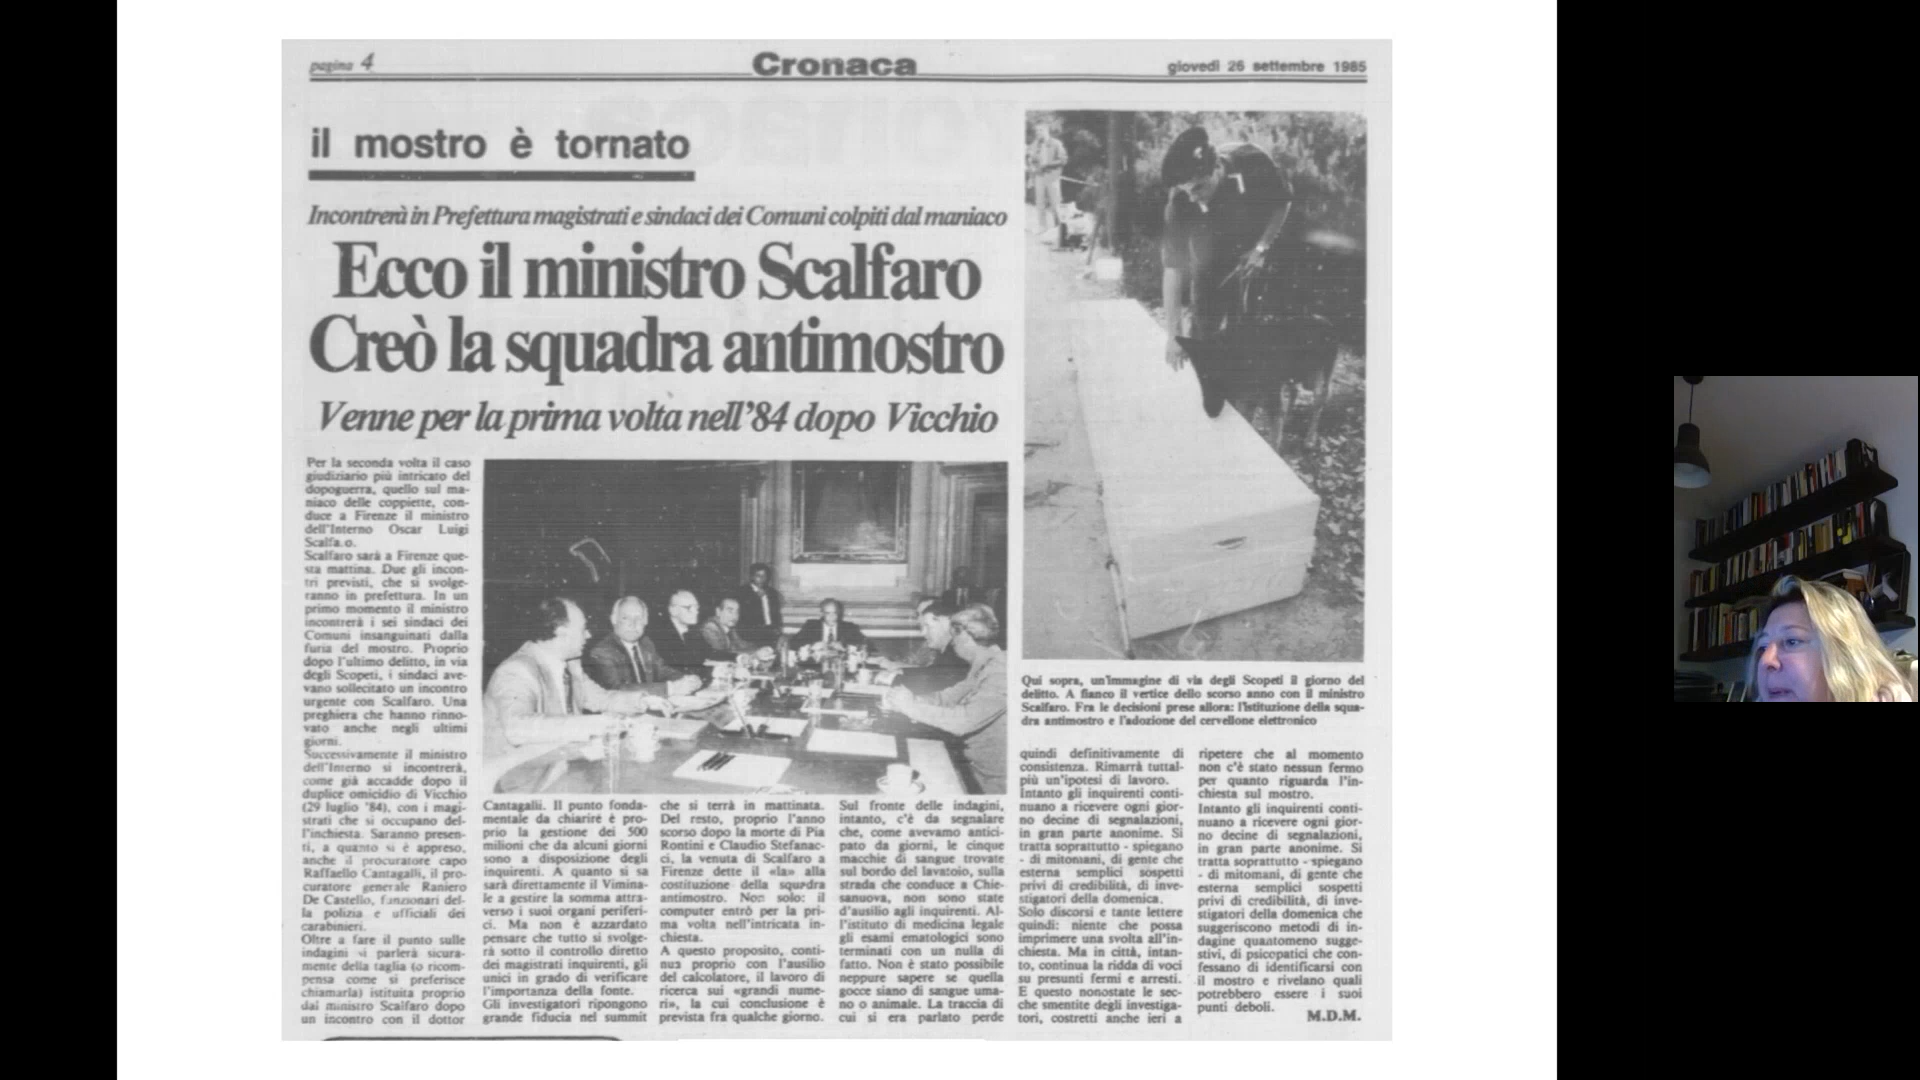 pagina 4
Cronaca
giovedì 26 settembre 1985
il mostro è tornato
Incontrerà in Prefettura magistrati e sindaci dei Comuni colpiti dal maniaco
Ecco il ministro Scalfaro
Creò la squadra antimostro
Venne per la prima volta nell'84 dopo Vicchio
Per la seconda volta il caso
giudiziario più intricato del
dopoguerra, quello sul ma-
niaco delle coppiette, con-
duce a Firenze il ministro
dell'Interno Oscar Luigi
Scalfa.o.
Scalfaro sarà a Firenze que-
sta mattina. Due gli incon-
tri previsti, che si svolge-
ranno in prefettura. In un
primo momento il ministro
incontrerà i sei sindaci dei
Comuni insanguinati dalla
furia del mostro. Proprio
dopo l'ultimo delitto, in via
degli Scopeti, i sindaci ave-
vano sollecitato un incontro
urgente con Scalfaro. Una
preghiera che hanno rinno-
vato anche negli ultimi
giorni.
Successivamente il ministro
dell'Interno si incontrerà,
come già accadde dopo il
duplice omicidio di Vicchio
(29 luglio '84), con i magi-
strati che si occupano del-
l'inchiesta. Saranno presen-
ti, a quanto si è appreso,
anche il procuratore capo
Raffaello Cantagalli, il pro-
curatore generale Raniero
De Castello, funzionari del-
la polizia e ufficiali dei
carabinieri.
Oltre a fare il punto sulle
indagini vi parlerà sicura-
mente della taglia (o ricom-
pensa come si preferisce
chiamarla) istituita proprio
dai ministro Scalfaro dopo
un incontro con il dottor
Cantagalli. Il punto fonda-
mentale da chiarire è pro-
prio la gestione dei 500
milioni che da alcuni giorni
sono a disposizione degli
inquirenti. A quanto si sa
sarà direttamente il Vimina-
le a gestire la somma attra-
verso i suoi organi periferi-
ci. Ma non è azzardato
pensare che tutto si svolge-
rà sotto il controllo diretto
dei magistrati inquirenti, gli
unici in grado di verificare
l'importanza della fonte.
Gli investigatori ripongono
grande fiducia nel summit
che si terrà in mattinata.
Del resto, proprio l'anno
scorso dopo la morte di Pia
Rontini e Claudio Stefanac-
ci, la venuta di Scalfaro a
Firenze dette il «la» alla
costituzione della squadra
antimostro. Non solo: il
computer entrò per la pri-
ma volta nell'intricata in-
chiesta.
A questo proposito, conti-
nua proprio con l'ausilio
del calcolatore, il lavoro di
ricerca sui «grandi nume-
ri», la cui conclusione è
prevista fra qualche giorno.
Sul fronte delle indagini,
intanto, c'è da segnalare
che, come avevamo antici-
pato da giorni, le cinque
macchie di sangue trovate
sul bordo del lavatoio, sulla
strada che conduce a Chie-
sanuova, non sono state
d'ausilio agli inquirenti. Al-
l'istituto di medicina legale
gli esami ematologici sono
terminati con un nulla di
fatto. Non è stato possibile
neppure sapere se quella
gocce siano di sangue uma-
no o animale. La traccia di
cui si era parlato perde
Qui sopra, un'immagine di via degli Scopeti il giorno del
delitto. A fianco il vertice dello scorso anno con il ministro
Scalfaro. Fra le decisioni prese allora: l'istituzione della squa-
dra antimostro e l'adozione del cervellone elettronico
quindi definitivamente di
consistenza. Rimarrà tuttal-
più un'ipotesi di lavoro.
Intanto gli inquirenti conti-
nuano a ricevere ogni gior-
no decine di segnalazioni,
in gran parte anonime. Si
tratta soprattutto - spiegano
- di mitomani, di gente che
esterna semplici sospetti
privi di credibilità, di inve-
stigatori della domenica.
Solo discorsi e tante lettere
quindi: niente che possa
imprimere una svolta all'in-
chiesta. Ma in città, intan-
to, continua la ridda di voci
su presunti fermi e arresti.
E questo nonostate le sec-
che smentite degli investiga-
tori, costretti anche ieri a
ripetere che al momento
non c'è stato nessun fermo
per quanto riguarda l'in-
chiesta sul mostro.
Intanto gli inquirenti conti-
nuano a ricevere ogni gior-
no decine di segnalazioni,
in gran parte anonime. Si
tratta soprattutto - spiegano
- di mitomani, di gente che
esterna semplici sospetti
privi di credibilità, di inve-
stigatori della domenica che
suggeriscono metodi di in-
dagine quantomeno sugge-
stivi, di psicopatici che con-
fessano di identificarsi con
il mostro e rivelano quali
potrebbero essere i suoi
punti deboli.
M.D.M.